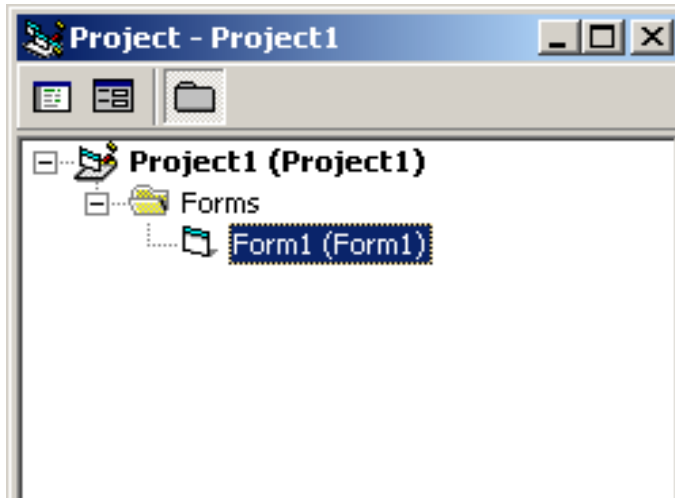 Project - Project1
Project1 (Project1)
Forms
Form1 (Form1)